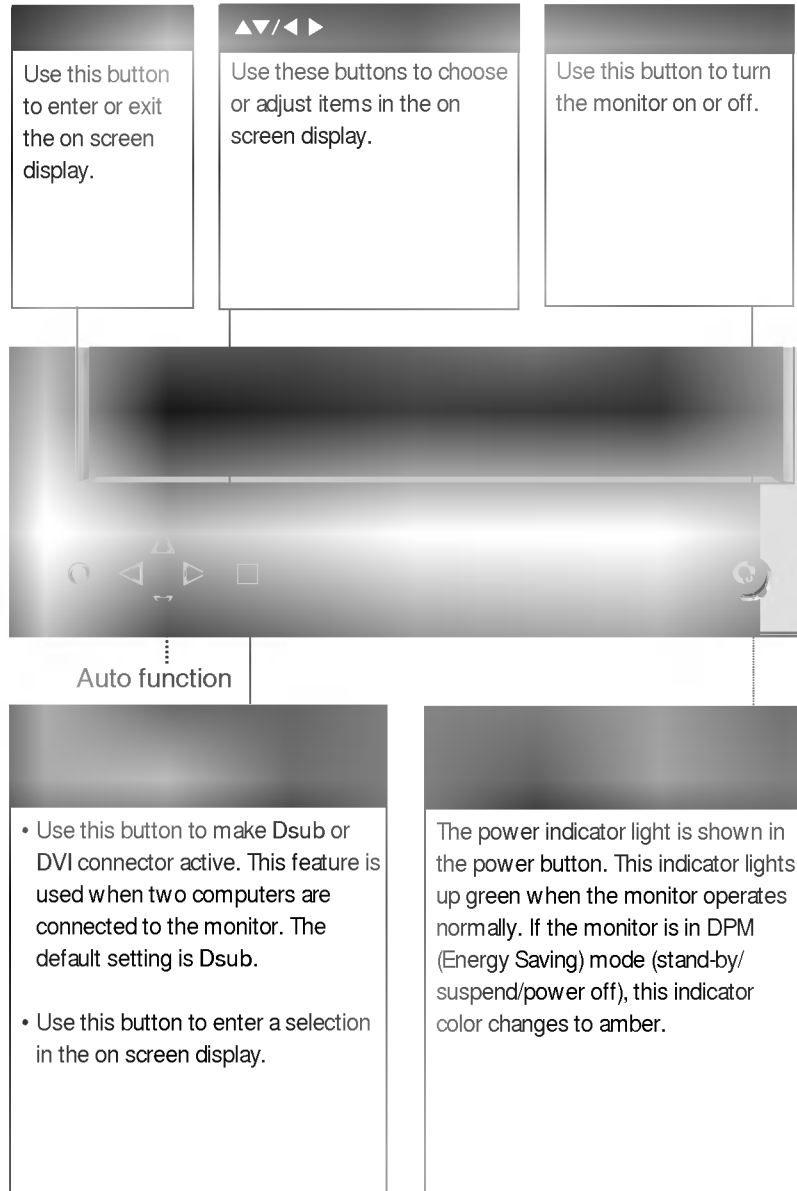 ▲▼/◀ ▶
Use this button
to enter or exit
the on screen
display.
Use these buttons to choose
or adjust items in the on
screen display.
Use this button to turn
the monitor on or off.
Auto function
• Use this button to make Dsub or
DVI connector active. This feature is
used when two computers are
connected to the monitor. The
default setting is Dsub.
• Use this button to enter a selection
in the on screen display.
The power indicator light is shown in
the power button. This indicator lights
up green when the monitor operates
normally. If the monitor is in DPM
(Energy Saving) mode (stand-by/
suspend/power off), this indicator
color changes to amber.